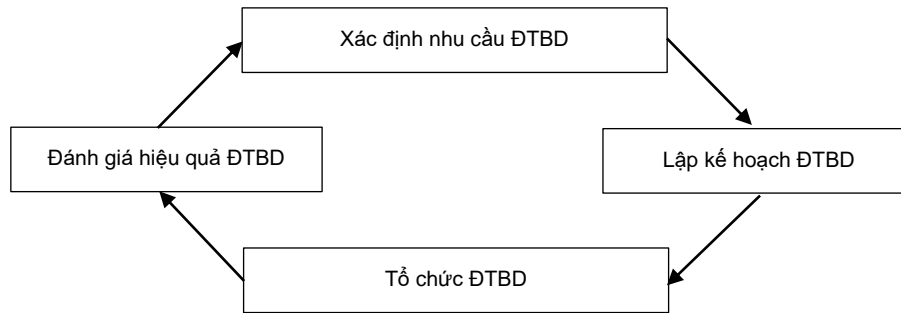 Xác định nhu cầu ĐTBD
Đánh giá hiệu quả ĐTBD
Lập kế hoạch ĐTBD
Tổ chức ĐTBD